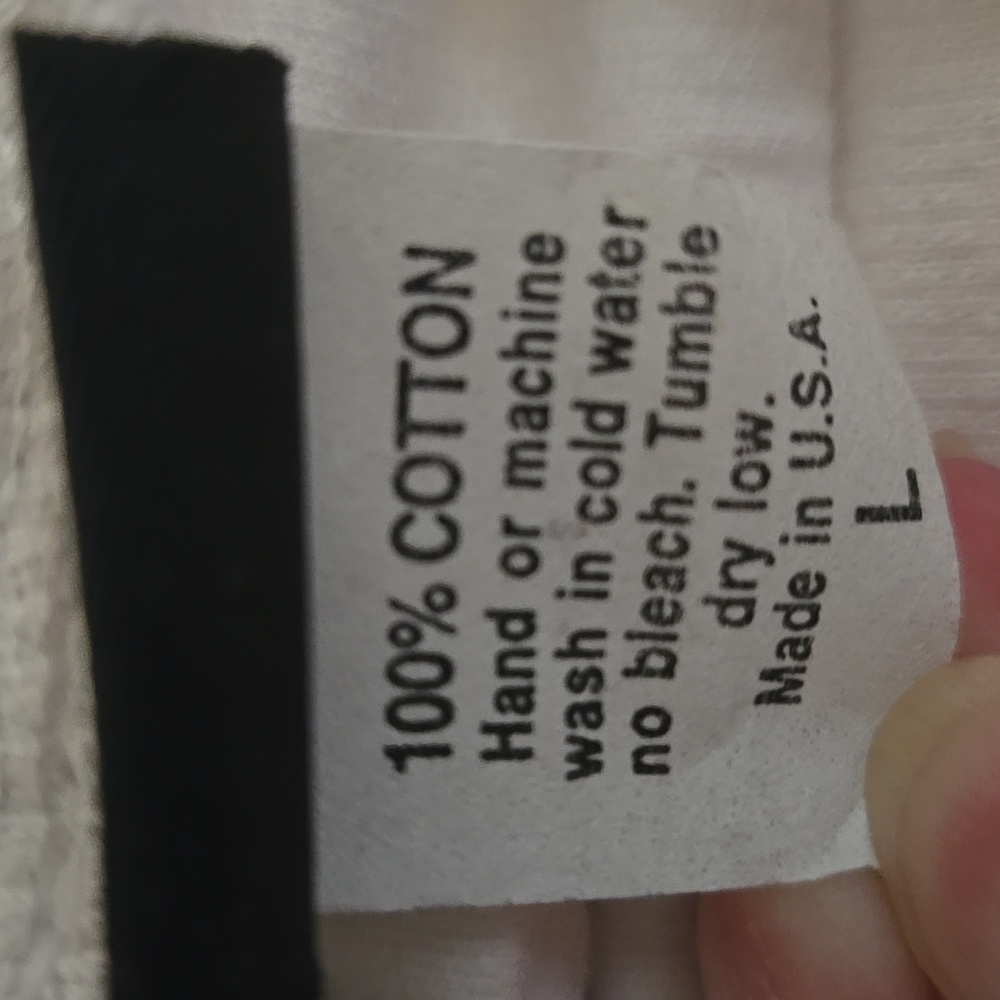 100% COTTON
Hand or machine
wash in cold water
no bleach. Tumble
dry low.
Made in U.S.A.
L